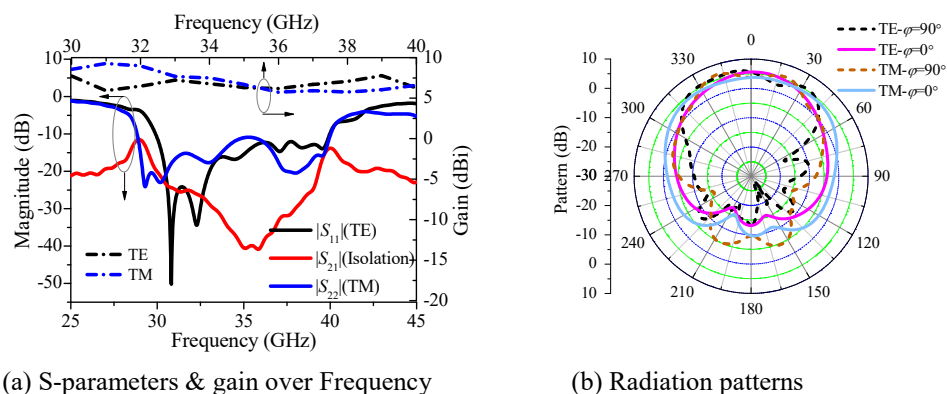 Frequency (GHz)
30 32 34 36 38 40
10
0
-10
-20
-30
-40
-50
Magnitude (dB)
10
5
0
-5
-10
-15
-20
Gain (dBi)
TE
TM
|S11|(TE)
|S21|(Isolation)
|S22|(TM)
25 30 35 40 45
Frequency (GHz)
(a) S-parameters & gain over Frequency
TE-φ=90°
TE-φ=0°
TM-φ=90°
TM-φ=0°
Pattern (dB)
10
0
-10
-20
-30
-20
-10
0
10
0
30
60
90
120
150
180
210
240
270
300
330
(b) Radiation patterns